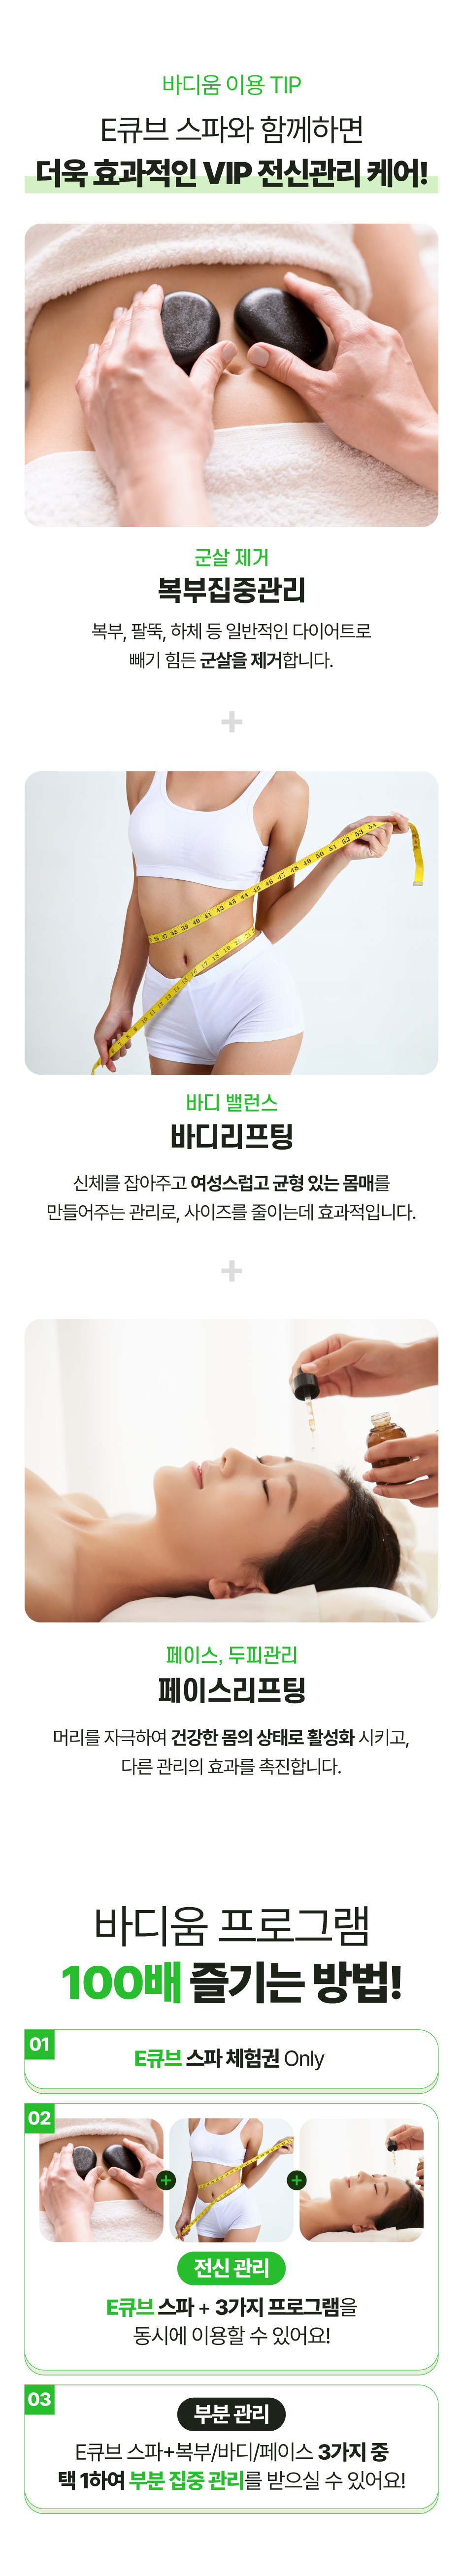 바디움 이용 TIP
E큐브 스파와 함께하면
더욱 효과적인 VIP 전신관리 케어!
군살 제거
복부집중관리
복부, 팔뚝, 하체 등 일반적인 다이어트로
빼기 힘든 군살을 제거합니다.
+
바디 밸런스
바디리프팅
신체를 잡아주고 여성스럽고 균형 있는 몸매를
만들어주는 관리로, 사이즈를 줄이는데 효과적입니다.
+
페이스, 두피관리
페이스리프팅
머리를 자극하여 건강한 몸의 상태로 활성화 시키고,
다른 관리의 효과를 촉진합니다.
바디움 프로그램
100배 즐기는 방법!
01
E큐브 스파 체험권 Only
02
+ +
전신 관리
E큐브 스파 + 3가지 프로그램을
동시에 이용할 수 있어요!
03
부분 관리
E큐브 스파+복부/바디/페이스 3가지 중
택 1하여 부분 집중 관리를 받으실 수 있어요!